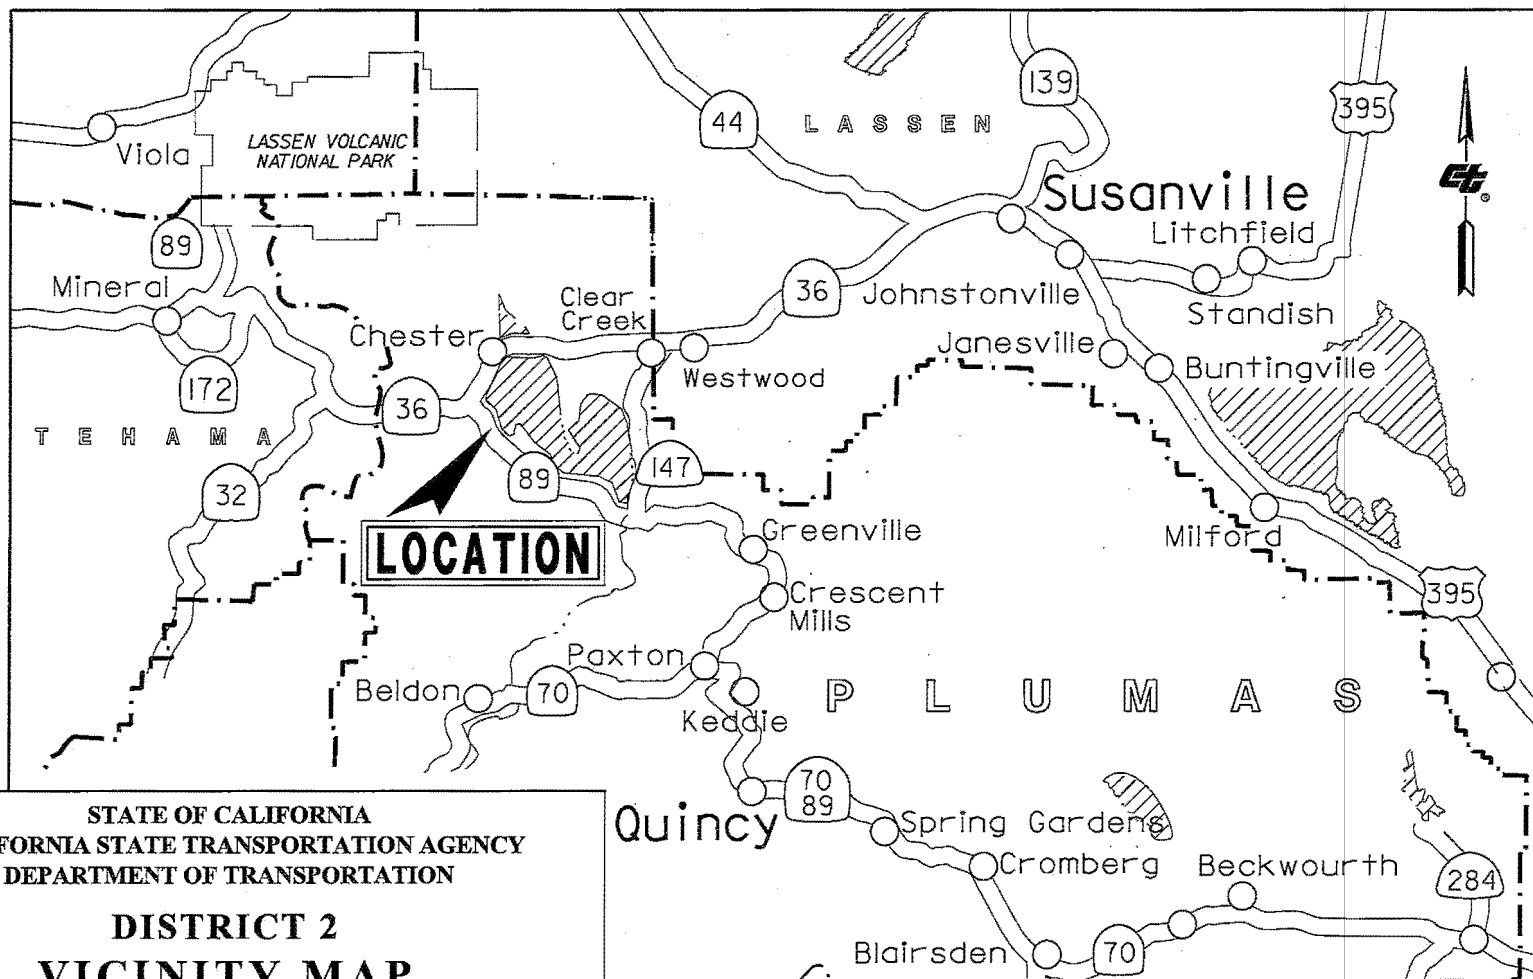 139
395
44
LASSEN
LASSEN VOLCANIC
NATIONAL PARK
Viola
Susanville
Litchfield
89
Mineral
Clear
Creek
36
Johnstonville
Standish
Chester
Janesville
Westwood
Buntingville
172
36
TEHAMA
147
89
32
Greenville
Milford
LOCATION
Crescent
Mills
395
Paxton
Beldon
70
PLUMAS
Keddie
70
89
Quincy
STATE OF CALIFORNIA
FORNIA STATE TRANSPORTATION AGENCY
DEPARTMENT OF TRANSPORTATION
Spring Gardens
Cromberg
Beckwourth
284
DISTRICT 2
Blairsden
70
VICINITY MAP